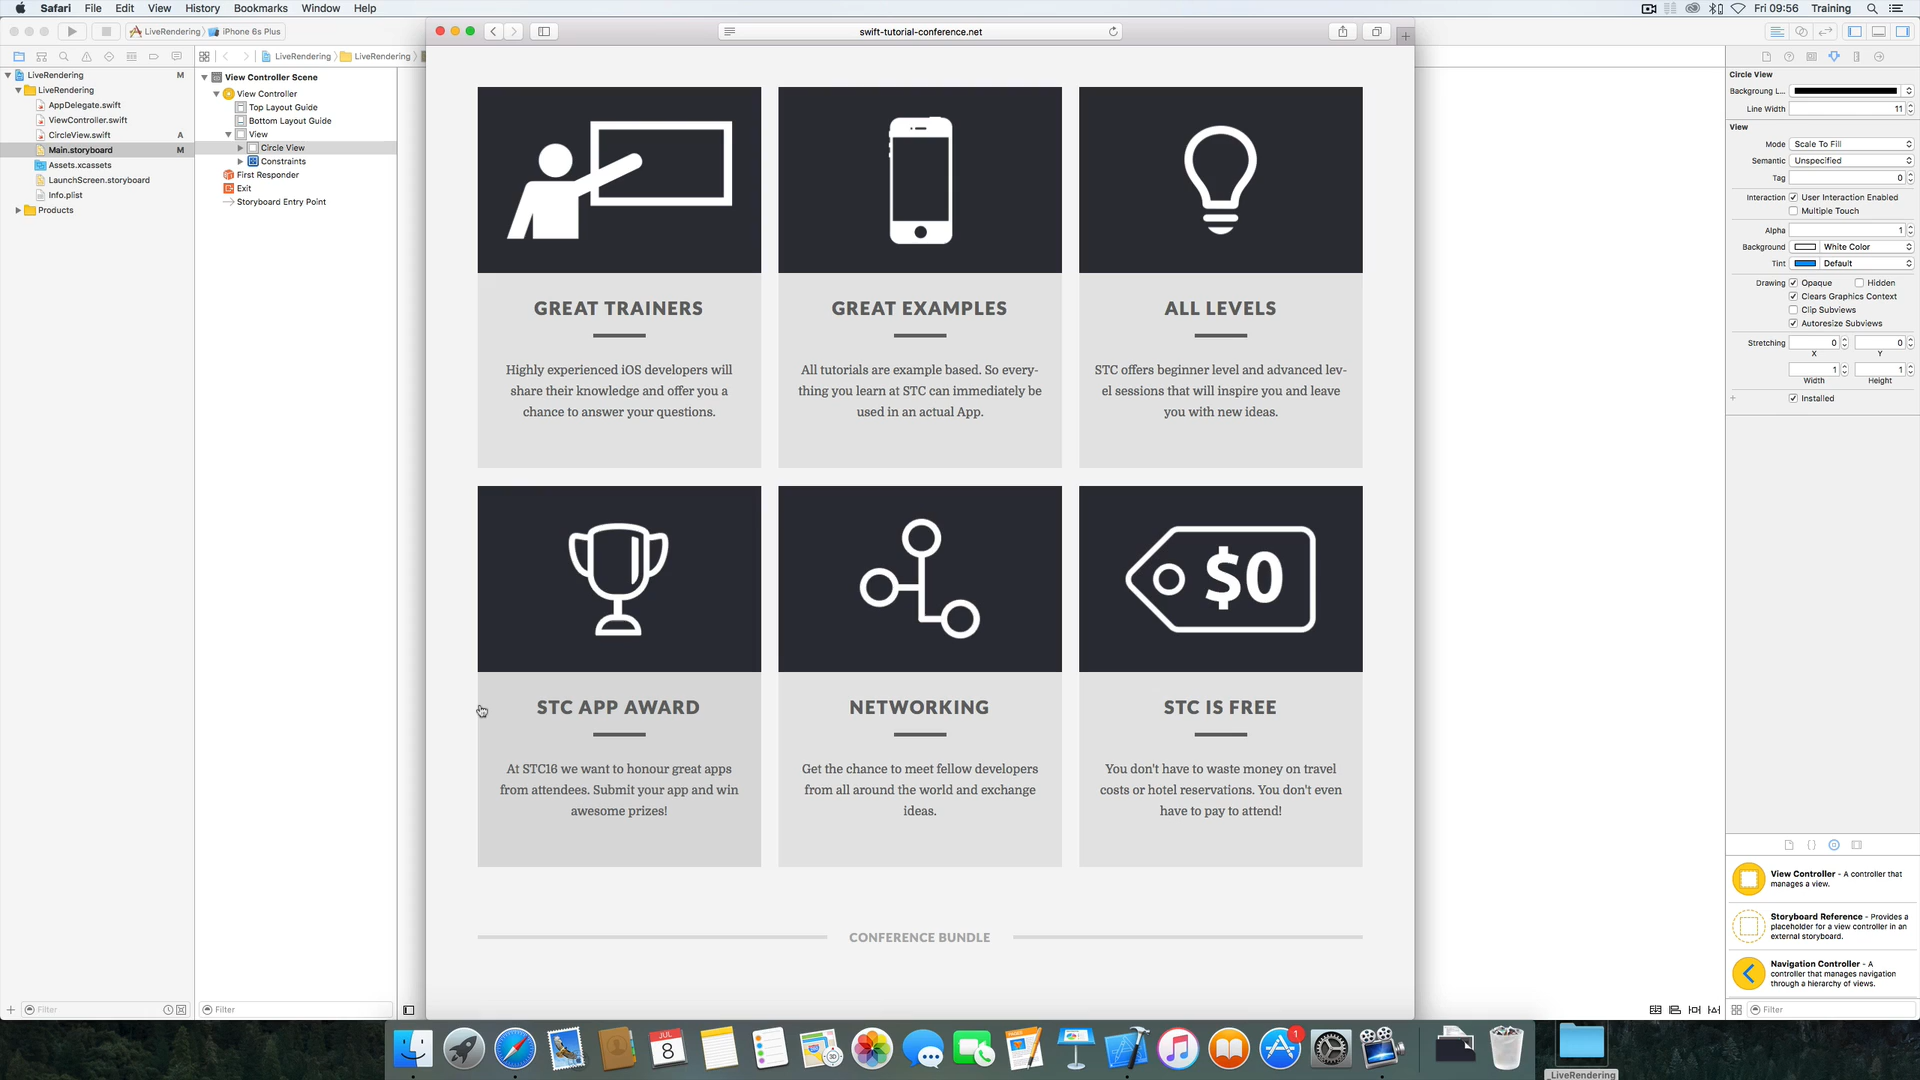 Safari File Edit View History Bookmarks Window Help
Fri 09:56 Training
LiveRendering iPhone 6s Plus
swift-tutorial-conference.net
LiveRendering LiveRendering
LiveRendering M
LiveRendering
AppDelegate.swift
ViewController.swift
CircleView.swift A
Main.storyboard M
Assets.xcassets
LaunchScreen.storyboard
Info.plist
Products
View Controller Scene
View Controller
Top Layout Guide
Bottom Layout Guide
View
Circle View
Constraints
First Responder
Exit
Storyboard Entry Point
GREAT TRAINERS
Highly experienced iOS developers will
share their knowledge and offer you a
chance to answer your questions.
GREAT EXAMPLES
All tutorials are example based. So every-
thing you learn at STC can immediately be
used in an actual App.
ALL LEVELS
STC offers beginner level and advanced lev-
el sessions that will inspire you and leave
you with new ideas.
STC APP AWARD
At STC16 we want to honour great apps
from attendees. Submit your app and win
awesome prizes!
NETWORKING
Get the chance to meet fellow developers
from all around the world and exchange
ideas.
$0
STC IS FREE
You don't have to waste money on travel
costs or hotel reservations. You don't even
have to pay to attend!
CONFERENCE BUNDLE
Circle View
Backgroung L...
Line Width 11
View
Mode Scale To Fill
Semantic Unspecified
Tag 0
Interaction User Interaction Enabled
Multiple Touch
Alpha 1
Background White Color
Tint Default
Drawing Opaque Hidden
Clears Graphics Context
Clip Subviews
Autoresize Subviews
Stretching 0 0
X Y
1 1
Width Height
Installed
View Controller - A controller that
manages a view.
Storyboard Reference - Provides a
placeholder for a view controller in an
external storyboard.
Navigation Controller - A
controller that manages navigation
through a hierarchy of views.
Filter
Filter
Filter
JUL
8
3D
1
_LiveRendering